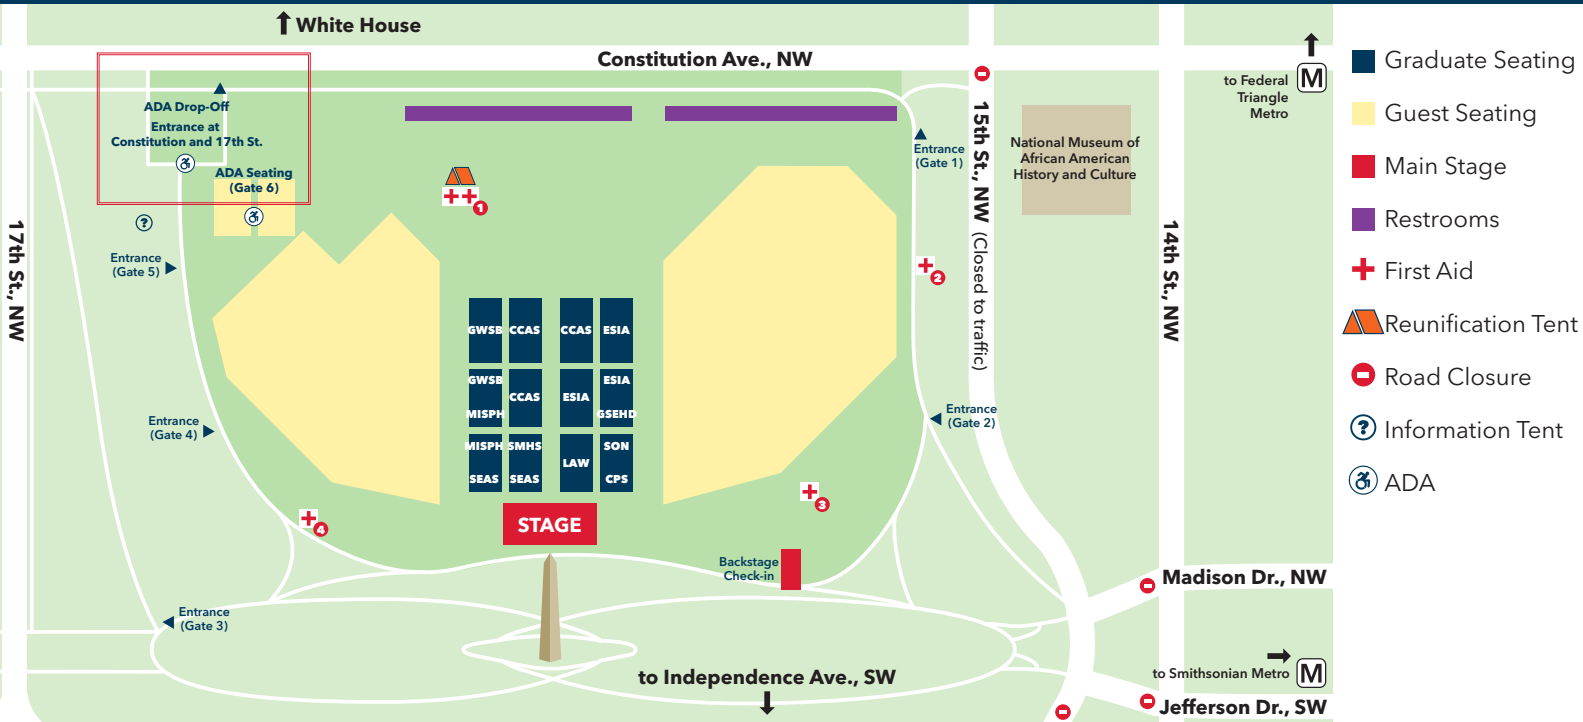 White House
Constitution Ave., NW
to Federal
Triangle
Metro
M
ADA Drop-Off
Entrance at
Constitution and 17th St.
ADA Seating
(Gate 6)
?
Entrance
(Gate 5)
Entrance
(Gate 4)
Entrance
(Gate 3)
17th St., NW
1
Entrance
(Gate 1)
2
Entrance
(Gate 2)
15th St., NW (Closed to traffic)
National Museum of
African American
History and Culture
14th St., NW
GWSB CCAS CCAS ESIA
GWSB ESIA
CCAS ESIA
MISPH GSEHD
MISPH SMHS SON
LAW
SEAS SEAS CPS
STAGE
3
4
Backstage
Check-in
Madison Dr., NW
to Independence Ave., SW
to Smithsonian Metro M
Jefferson Dr., SW
Graduate Seating
Guest Seating
Main Stage
Restrooms
First Aid
Reunification Tent
Road Closure
? Information Tent
ADA